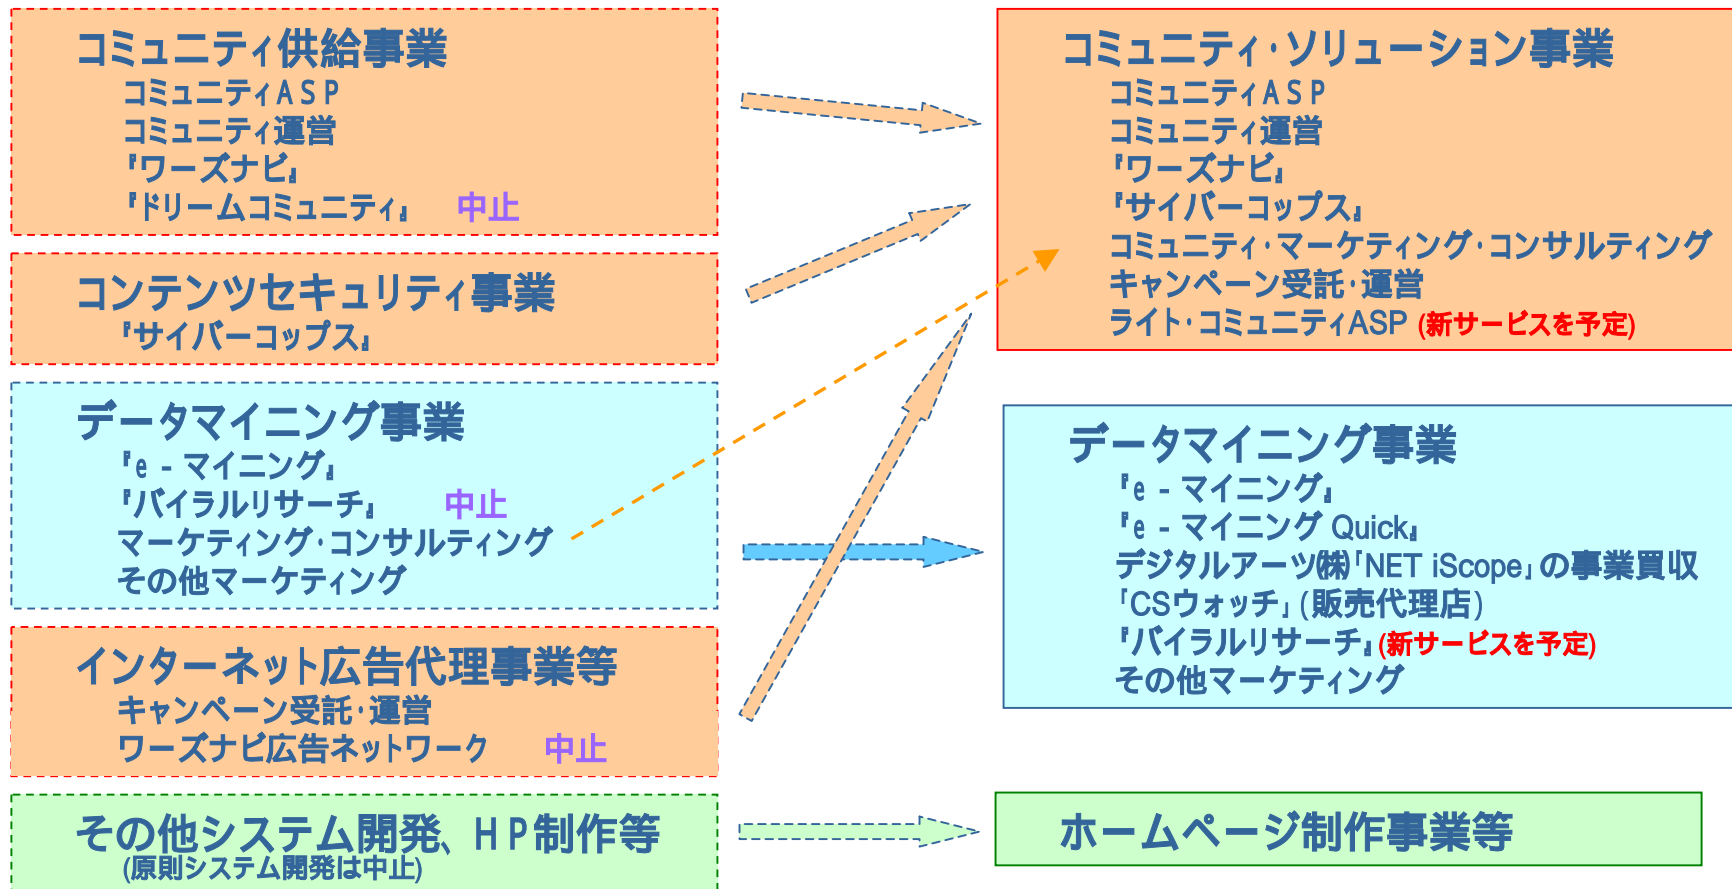 コミュニティ供給事業
コミュニティASP
コミュニティ運営
『ワーズナビ』
『ドリームコミュニティ』 中止
コンテンツセキュリティ事業
『サイバーコップス』
データマイニング事業
『e－マイニング』
『バイラルリサーチ』 中止
マーケティング・コンサルティング
その他マーケティング
インターネット広告代理事業等
キャンペーン受託・運営
ワーズナビ広告ネットワーク 中止
その他システム開発、HP制作等
(原則システム開発は中止)
コミュニティ・ソリューション事業
コミュニティASP
コミュニティ運営
『ワーズナビ』
『サイバーコップス』
コミュニティ・マーケティング・コンサルティング
キャンペーン受託・運営
ライト・コミュニティASP (新サービスを予定)
データマイニング事業
『e－マイニング』
『e－マイニング Quick』
デジタルアーツ㈱「NET iScope」の事業買収
「CSウォッチ」(販売代理店)
『バイラルリサーチ』(新サービスを予定)
その他マーケティング
ホームページ制作事業等